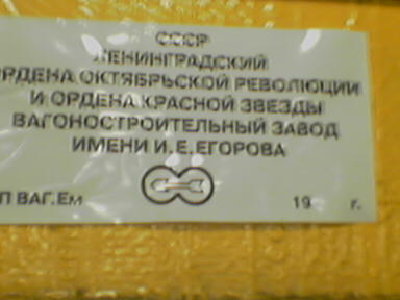 СССР
ЛЕНИНГРАДСКИЙ
ОРДЕНА ОКТЯБРЬСКОЙ РЕВОЛЮЦИИ
И ОРДЕНА КРАСНОЙ ЗВЕЗДЫ
ВАГОНОСТРОИТЕЛЬНЫЙ ЗАВОД
ИМЕНИ И.Е.ЕГОРОВА
П ВАГ.Ем 19 г.